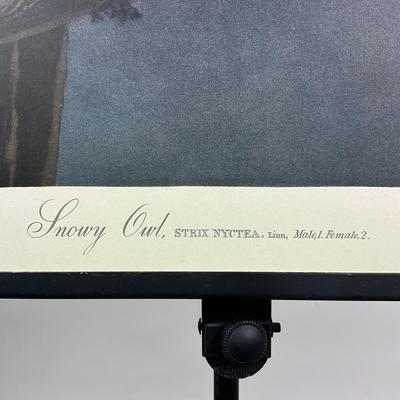 Snowy Owl, STRIX NYCTEA. Linn, Male,1. Female,2.